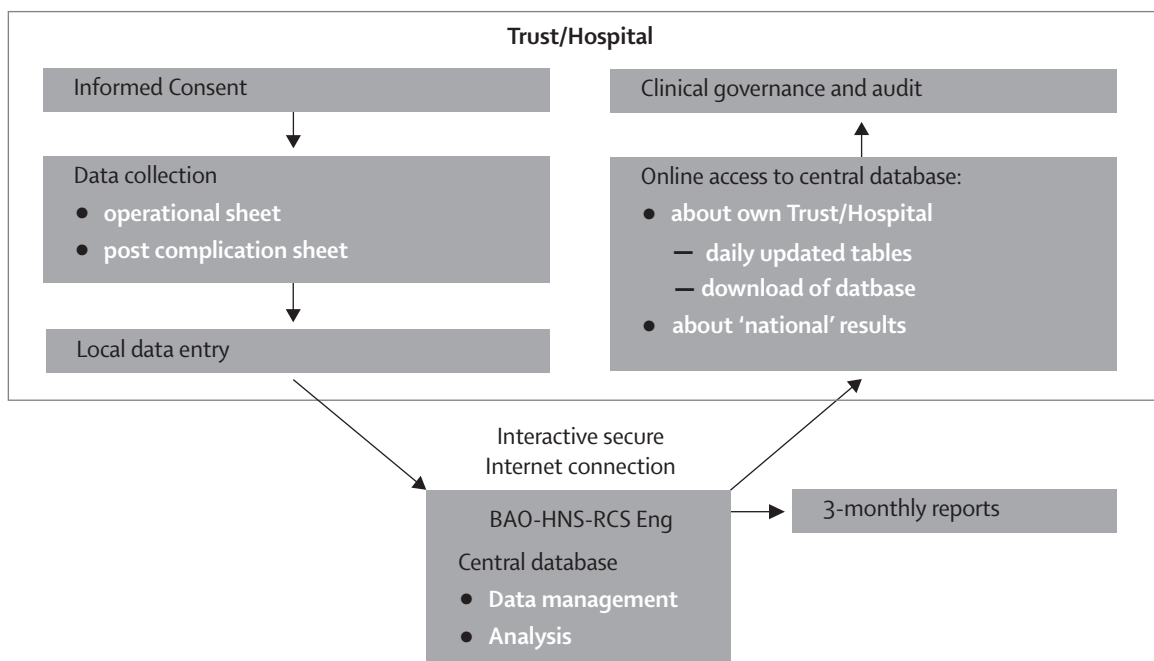 Trust/Hospital
Informed Consent
Data collection
● operational sheet
● post complication sheet
Local data entry
Clinical governance and audit
Online access to central database:
● about own Trust/Hospital
— daily updated tables
— download of datbase
● about ‘national’ results
Interactive secure
Internet connection
BAO-HNS-RCS Eng
Central database
● Data management
● Analysis
3-monthly reports